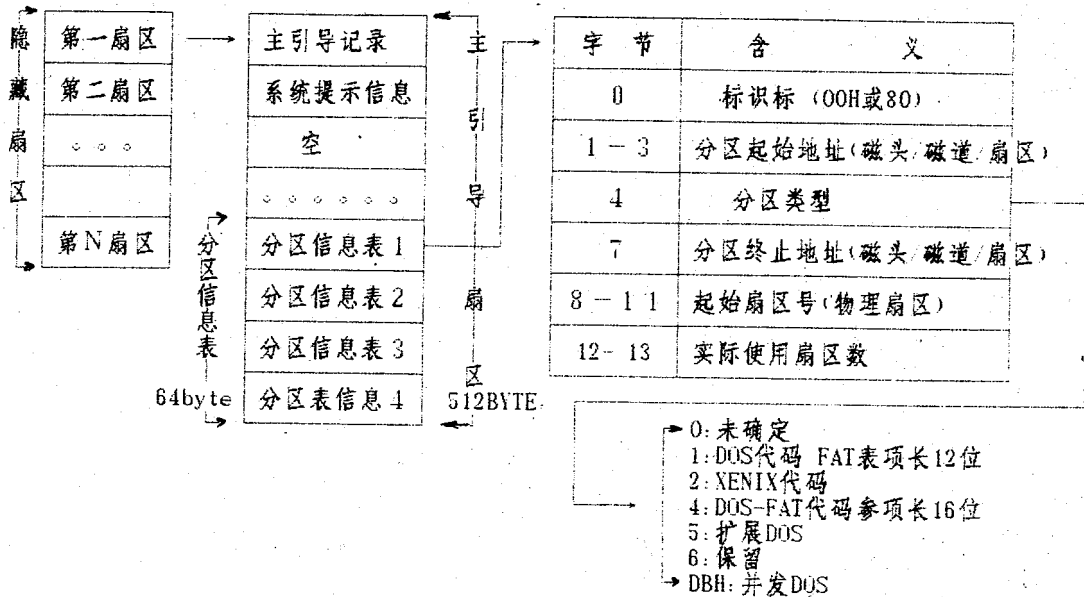 隐藏扇区
第一扇区
第二扇区
。。。
第N扇区
主引导记录
系统提示信息
空
。。。。。。
分区信息表1
分区信息表2
分区信息表3
分区表信息4
分区信息表
64byte
主引导扇区
512BYTE
字节 含义
0 标识标（00H或80）
1-3 分区起始地址(磁头/磁道/扇区)
4 分区类型
7 分区终止地址(磁头/磁道/扇区)
8-11 起始扇区号(物理扇区)
12-13 实际使用扇区数
0:未确定
1:DOS代码 FAT表项长12位
2:XENIX代码
4:DOS-FAT代码参项长16位
5:扩展DOS
6:保留
DBH:并发DOS